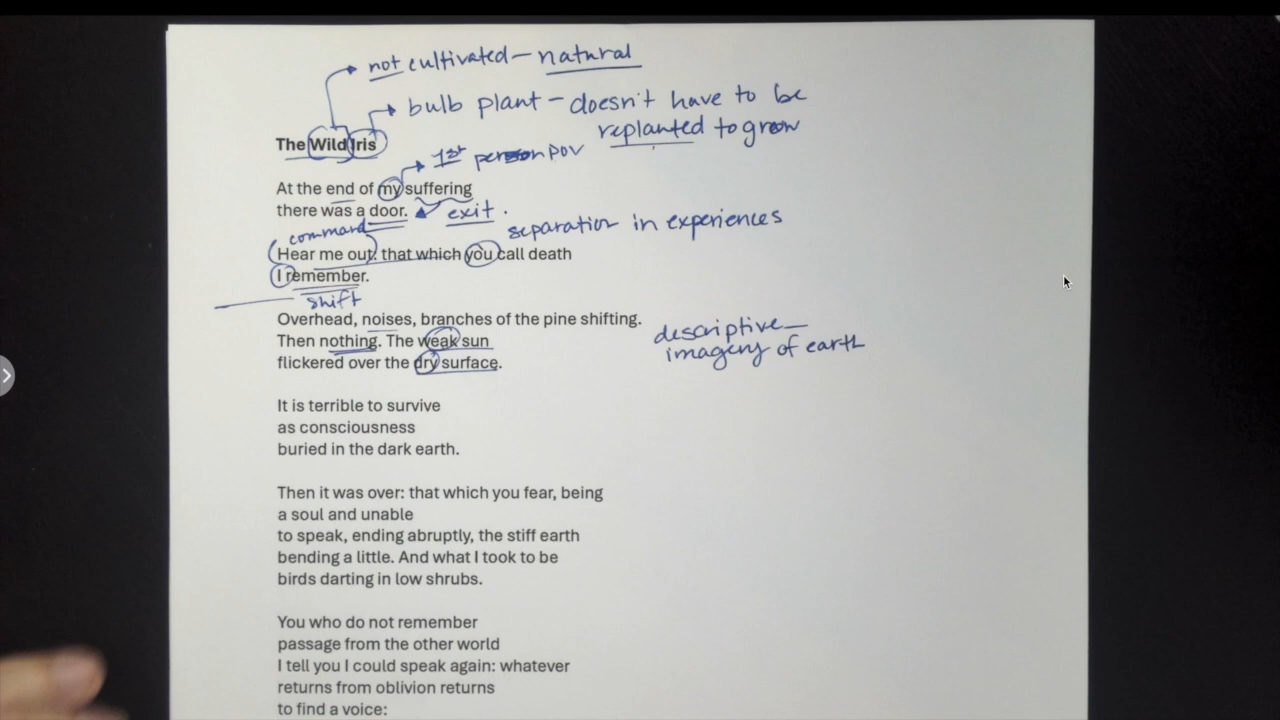 not cultivated — natural
bulb plant — doesn't have to be
replanted to grow
The Wild Iris
1st person POV
At the end of my suffering
there was a door.
exit.
separation in experiences
command
Hear me out: that which you call death
I remember.
shift
Overhead, noises, branches of the pine shifting.
Then nothing. The weak sun
flickered over the dry surface.
descriptive —
imagery of earth
It is terrible to survive
as consciousness
buried in the dark earth.
Then it was over: that which you fear, being
a soul and unable
to speak, ending abruptly, the stiff earth
bending a little. And what I took to be
birds darting in low shrubs.
You who do not remember
passage from the other world
I tell you I could speak again: whatever
returns from oblivion returns
to find a voice: